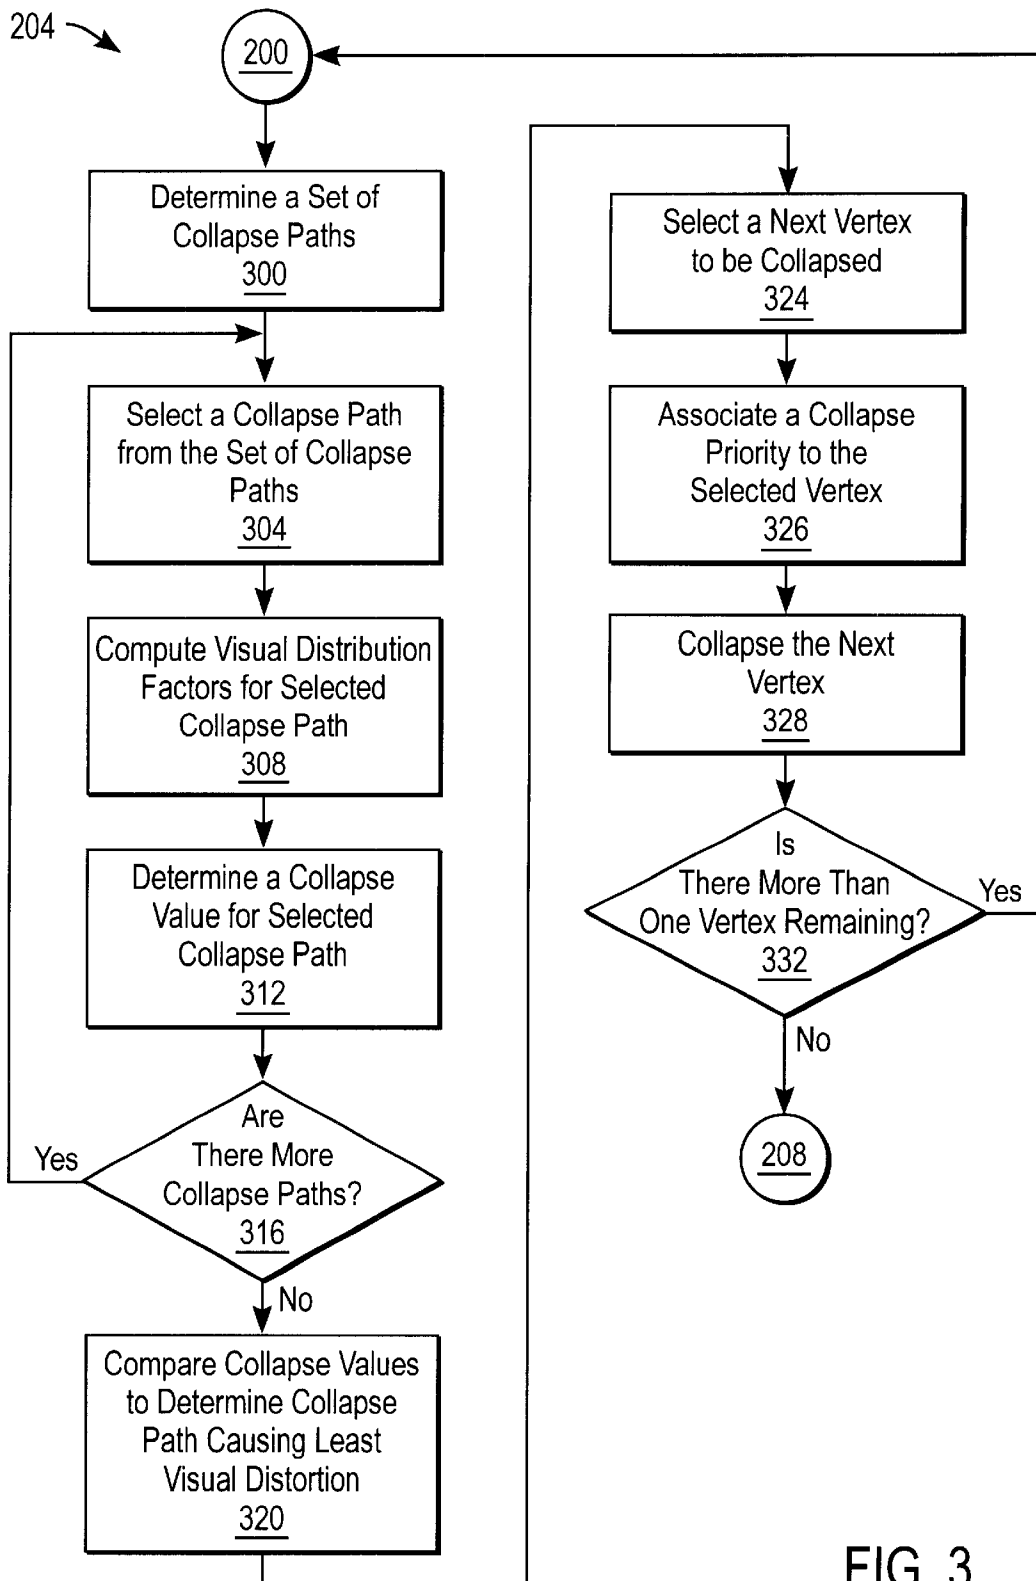 204
200
Determine a Set of
Collapse Paths
300
Select a Collapse Path
from the Set of Collapse
Paths
304
Compute Visual Distribution
Factors for Selected
Collapse Path
308
Determine a Collapse
Value for Selected
Collapse Path
312
Are
There More
Collapse Paths?
316
Yes
No
Compare Collapse Values
to Determine Collapse
Path Causing Least
Visual Distortion
320
Select a Next Vertex
to be Collapsed
324
Associate a Collapse
Priority to the
Selected Vertex
326
Collapse the Next
Vertex
328
Is
There More Than
One Vertex Remaining?
332
Yes
No
208
FIG. 3